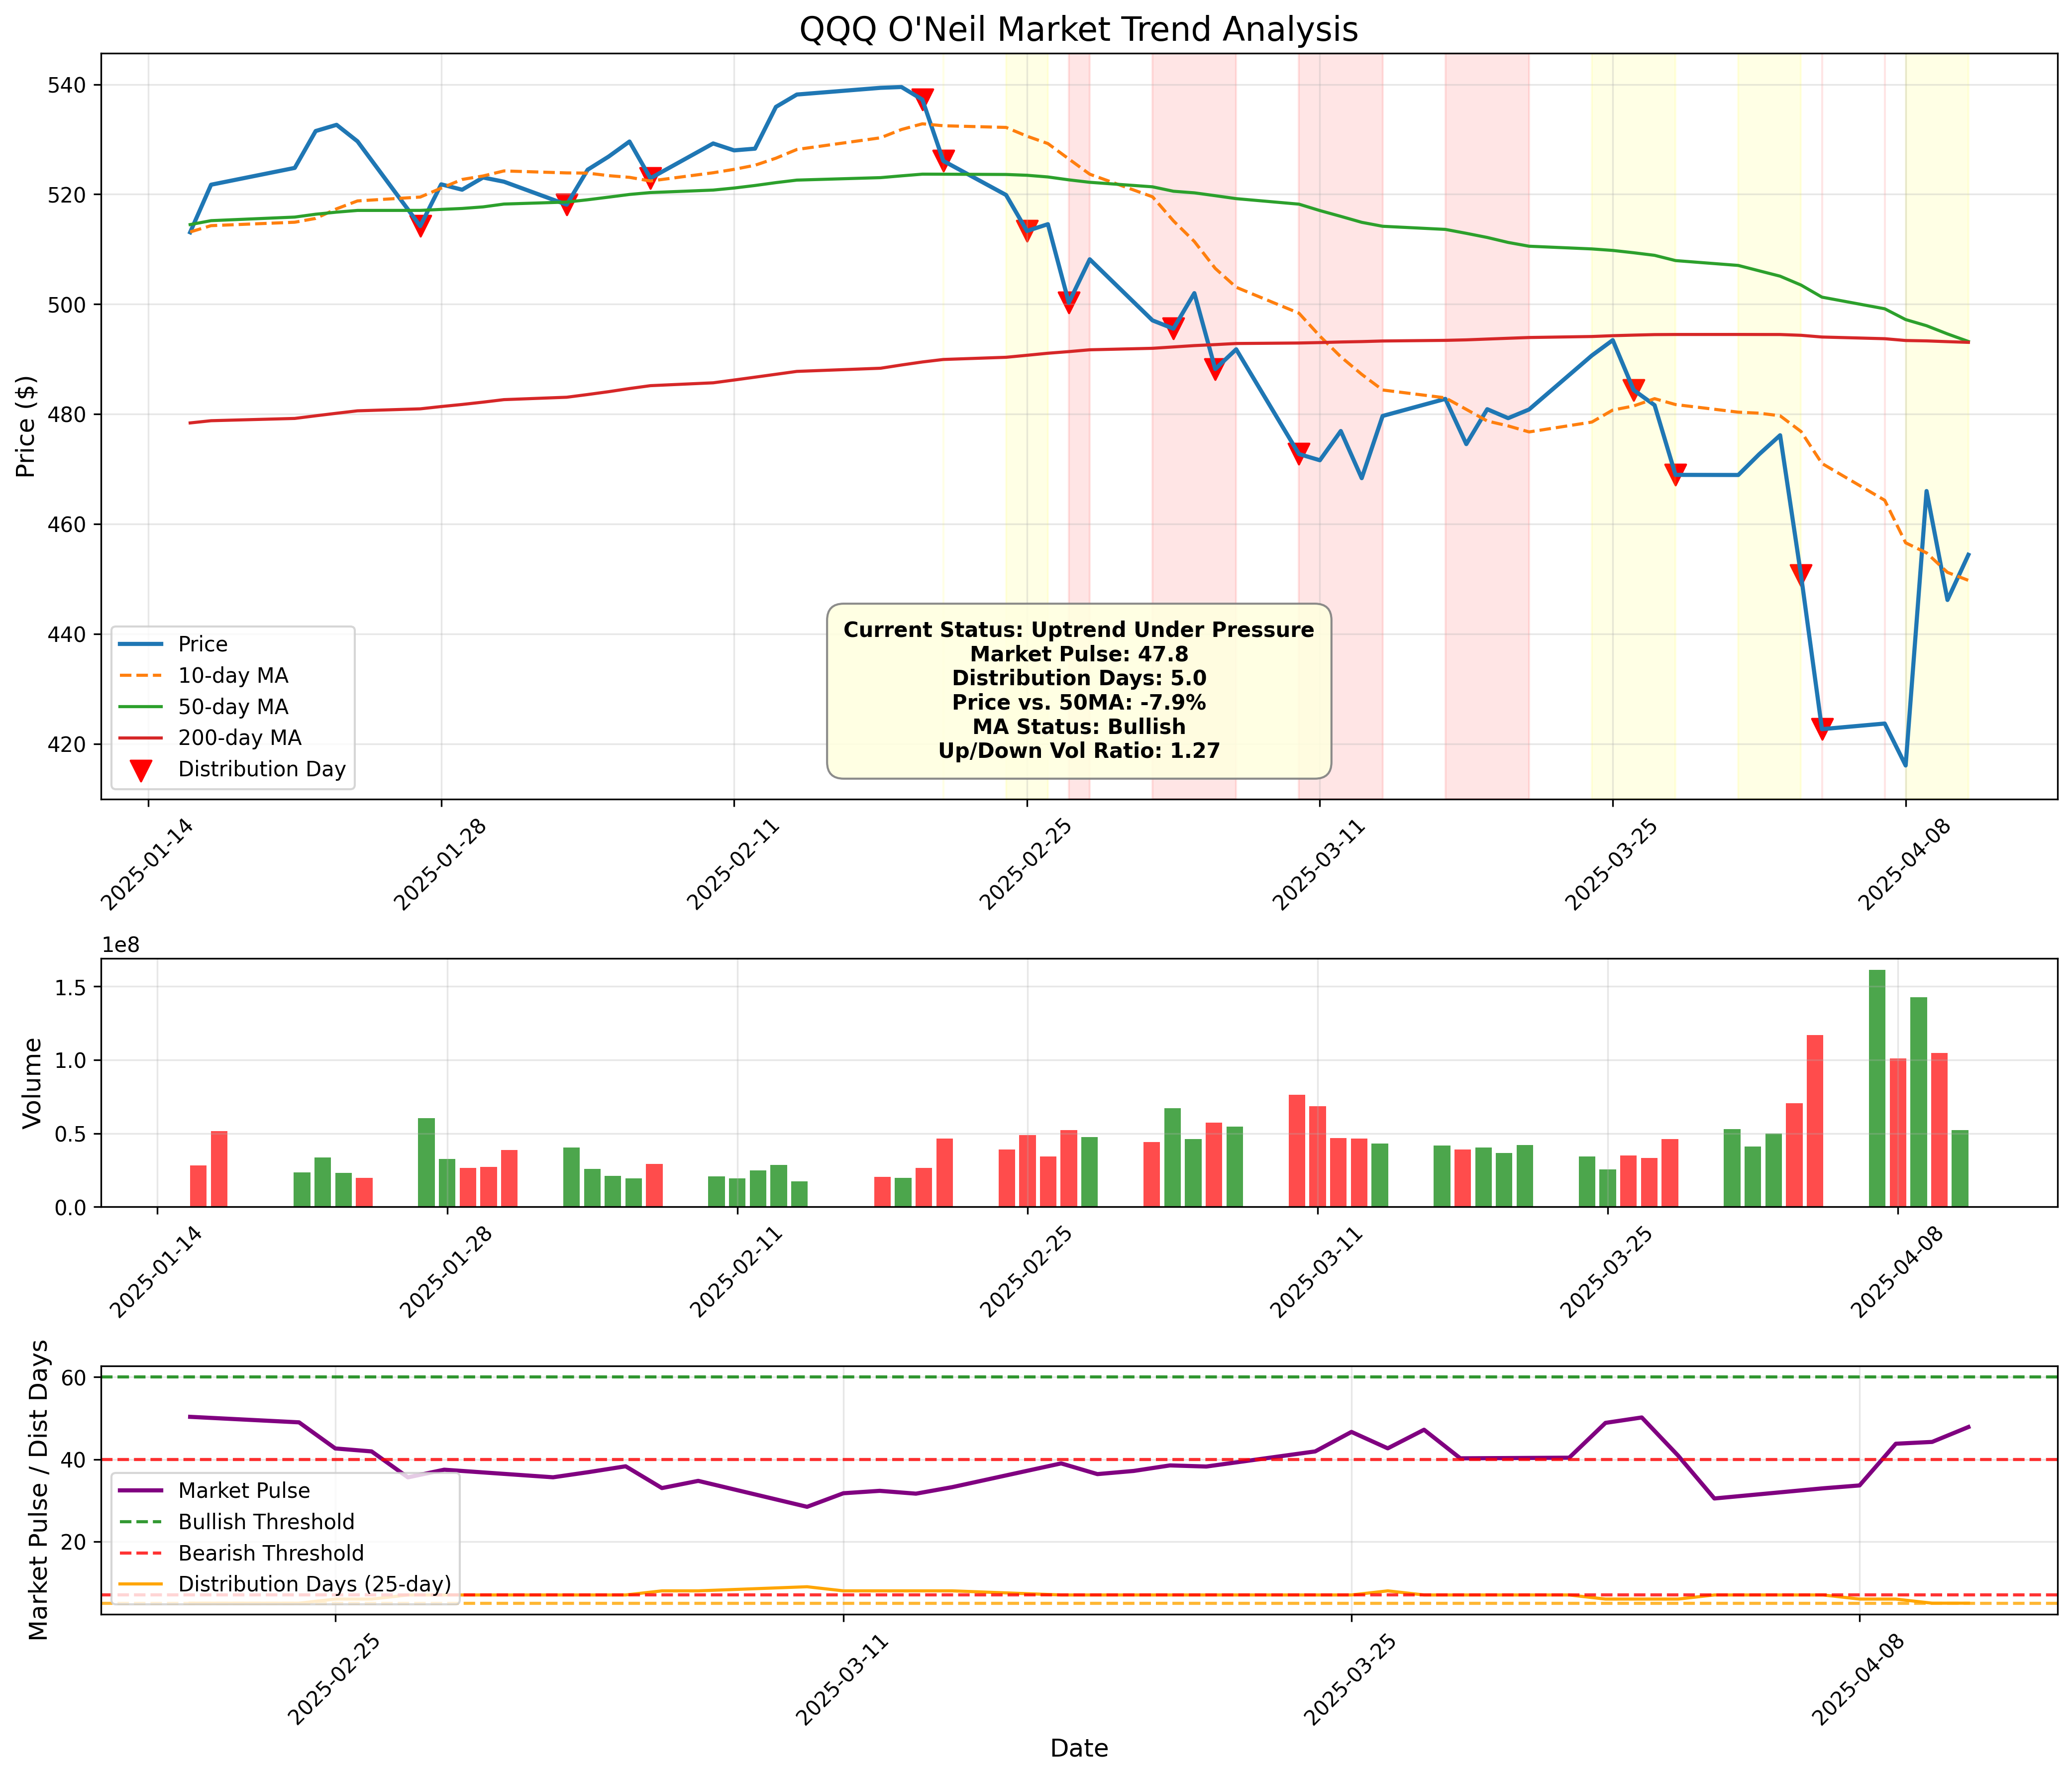 QQQ O'Neil Market Trend Analysis
Price ($)
540
520
500
480
460
440
420
Price
10-day MA
50-day MA
200-day MA
Distribution Day
Current Status: Uptrend Under Pressure
Market Pulse: 47.8
Distribution Days: 5.0
Price vs. 50MA: -7.9%
MA Status: Bullish
Up/Down Vol Ratio: 1.27
2025-01-14
2025-01-28
2025-02-11
2025-02-25
2025-03-11
2025-03-25
2025-04-08
1e8
Volume
1.5
1.0
0.5
0.0
2025-01-14
2025-01-28
2025-02-11
2025-02-25
2025-03-11
2025-03-25
2025-04-08
Market Pulse / Dist Days
60
40
20
Market Pulse
Bullish Threshold
Bearish Threshold
Distribution Days (25-day)
2025-02-25
2025-03-11
2025-03-25
2025-04-08
Date